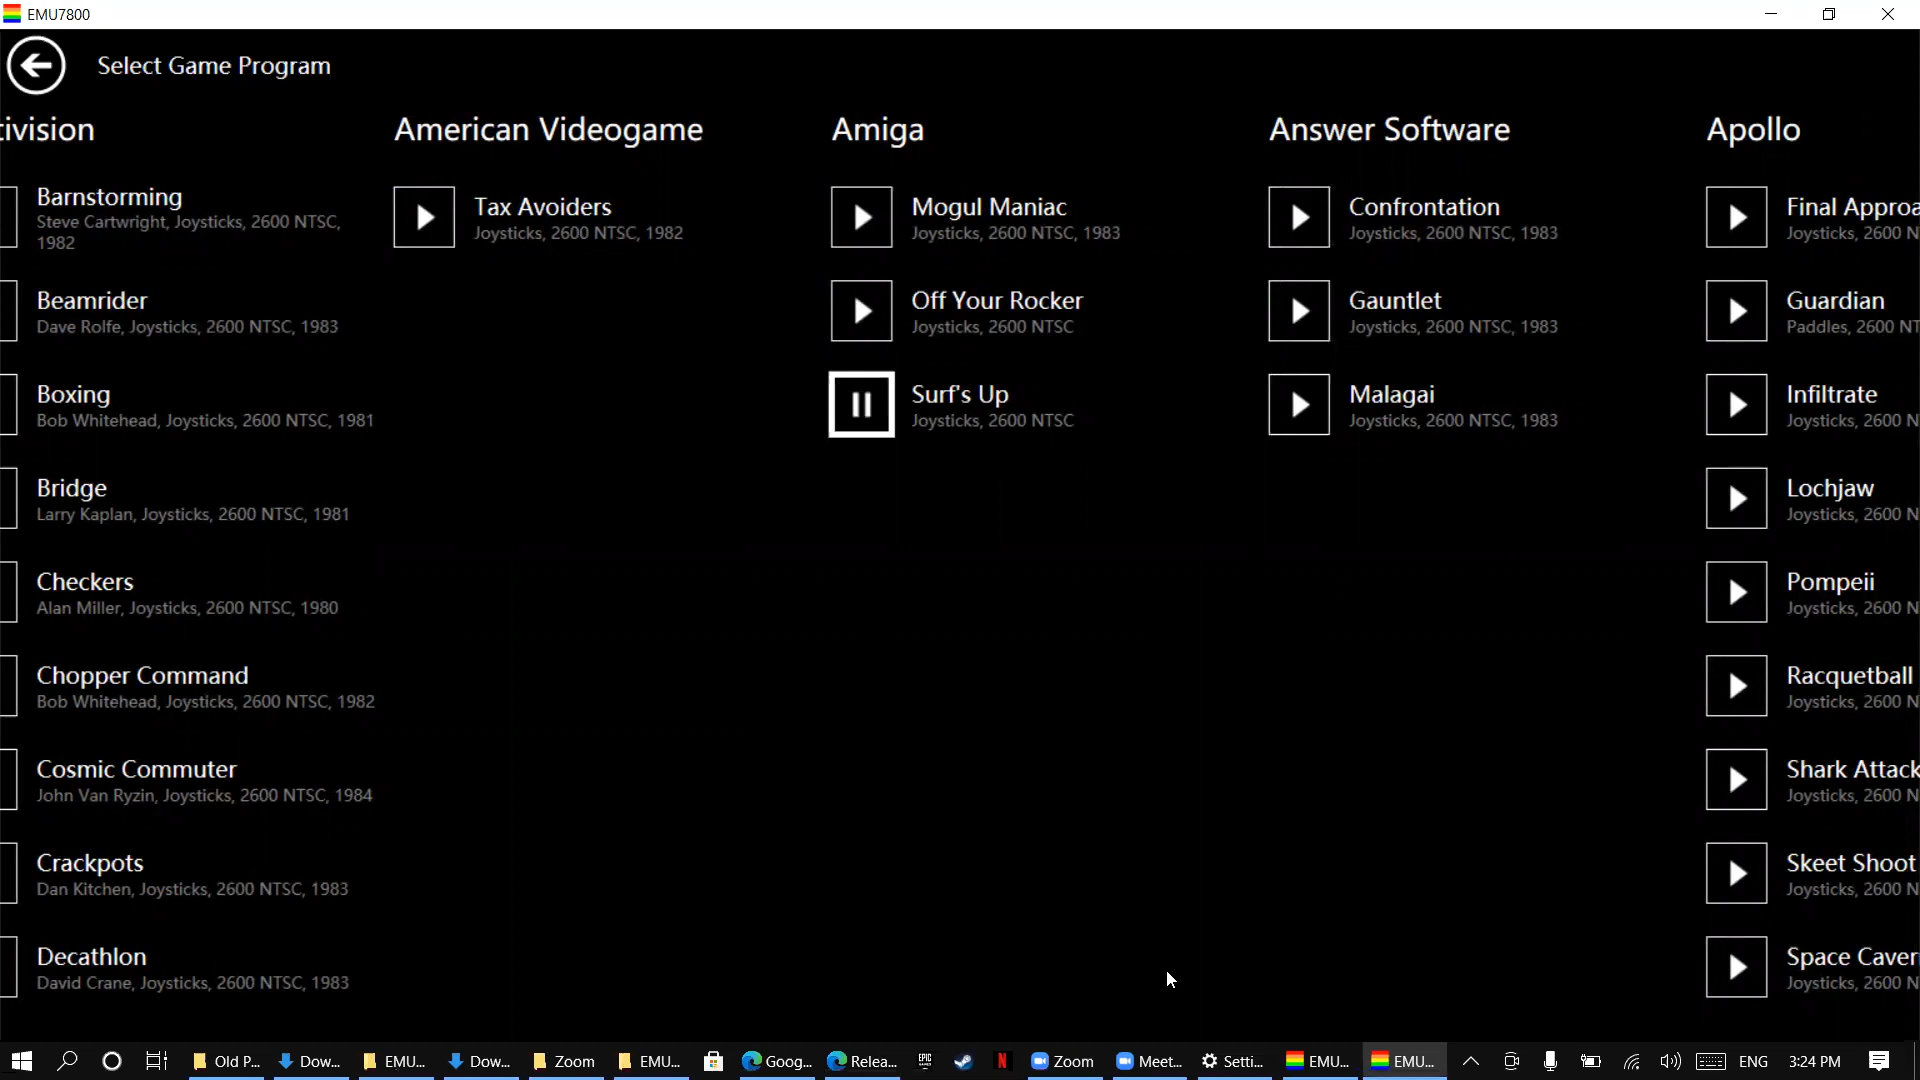 EMU7800
Select Game Program
tivision
Barnstorming
Steve Cartwright, Joysticks, 2600 NTSC,
1982
Beamrider
Dave Rolfe, Joysticks, 2600 NTSC, 1983
Boxing
Bob Whitehead, Joysticks, 2600 NTSC, 1981
Bridge
Larry Kaplan, Joysticks, 2600 NTSC, 1981
Checkers
Alan Miller, Joysticks, 2600 NTSC, 1980
Chopper Command
Bob Whitehead, Joysticks, 2600 NTSC, 1982
Cosmic Commuter
John Van Ryzin, Joysticks, 2600 NTSC, 1984
Crackpots
Dan Kitchen, Joysticks, 2600 NTSC, 1983
Decathlon
David Crane, Joysticks, 2600 NTSC, 1983
American Videogame
Tax Avoiders
Joysticks, 2600 NTSC, 1982
Amiga
Mogul Maniac
Joysticks, 2600 NTSC, 1983
Off Your Rocker
Joysticks, 2600 NTSC
Surf's Up
Joysticks, 2600 NTSC
Answer Software
Confrontation
Joysticks, 2600 NTSC, 1983
Gauntlet
Joysticks, 2600 NTSC, 1983
Malagai
Joysticks, 2600 NTSC, 1983
Apollo
Final Approa
Joysticks, 2600 N
Guardian
Paddles, 2600 NT
Infiltrate
Joysticks, 2600 N
Lochjaw
Joysticks, 2600 N
Pompeii
Joysticks, 2600 N
Racquetball
Joysticks, 2600 N
Shark Attack
Joysticks, 2600 N
Skeet Shoot
Joysticks, 2600 N
Space Caver
Joysticks, 2600 N
Old P... Dow... EMU... Dow... Zoom EMU... Goog... Relea... EPIC N Zoom Meet... Setti... EMU... EMU... ENG 3:24 PM